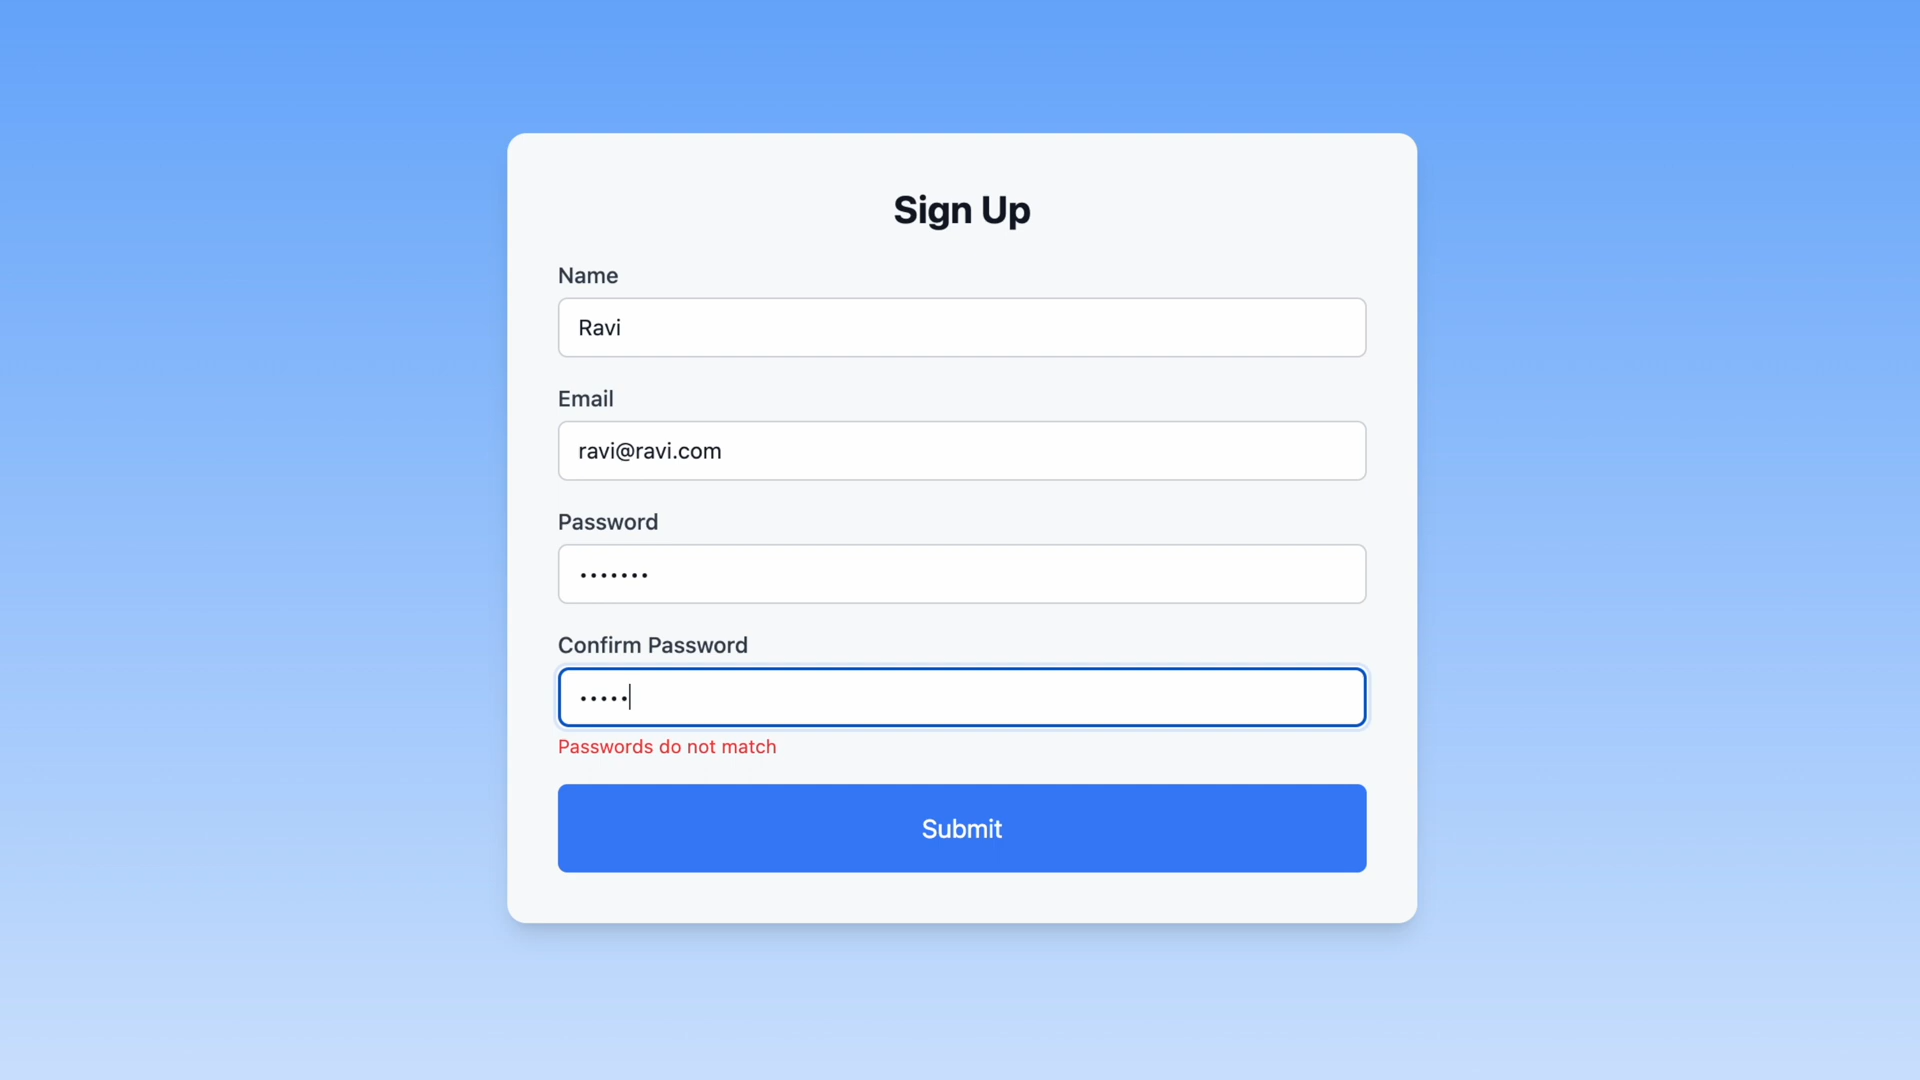 Sign Up
Name
Ravi
Email
ravi@ravi.com
Password
•••••••
Confirm Password
•••••
Passwords do not match
Submit